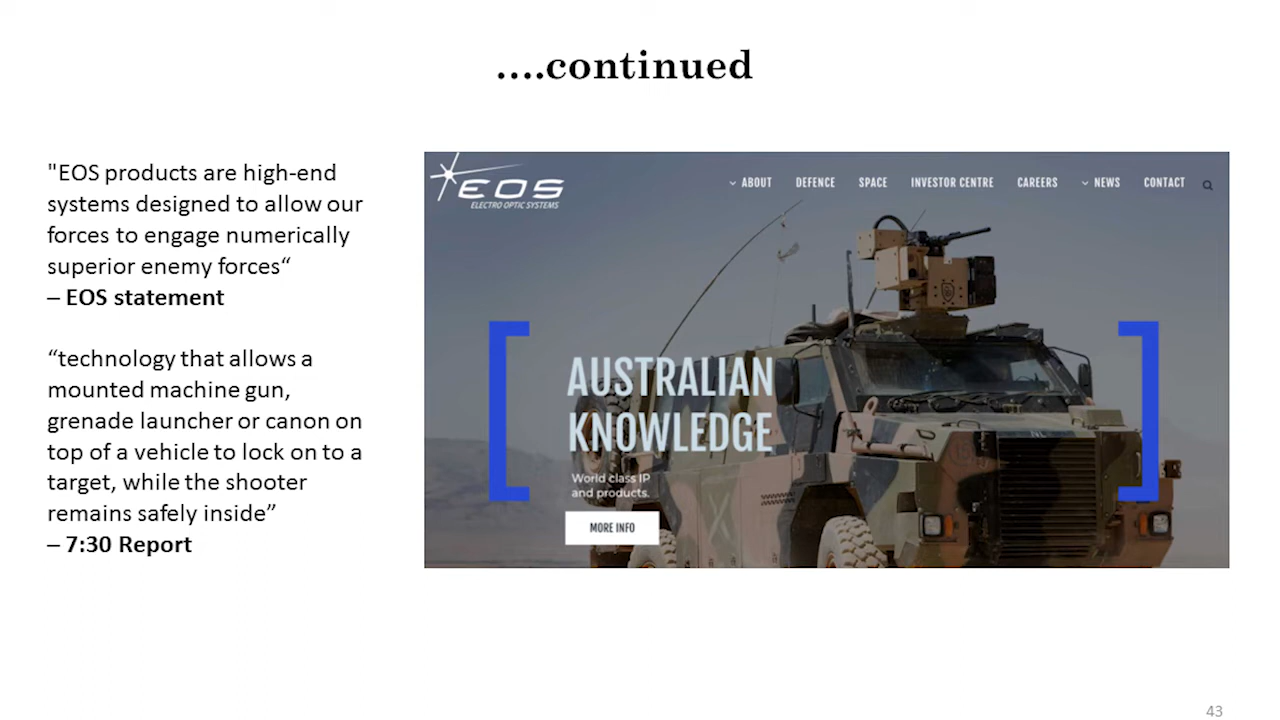 ....continued
"EOS products are high-end
systems designed to allow our
forces to engage numerically
superior enemy forces“
– EOS statement
“technology that allows a
mounted machine gun,
grenade launcher or canon on
top of a vehicle to lock on to a
target, while the shooter
remains safely inside”
– 7:30 Report
EOS
ELECTRO OPTIC SYSTEMS
ABOUT DEFENCE SPACE INVESTOR CENTRE CAREERS NEWS CONTACT
AUSTRALIAN
KNOWLEDGE
World class IP
and products.
MORE INFO
43